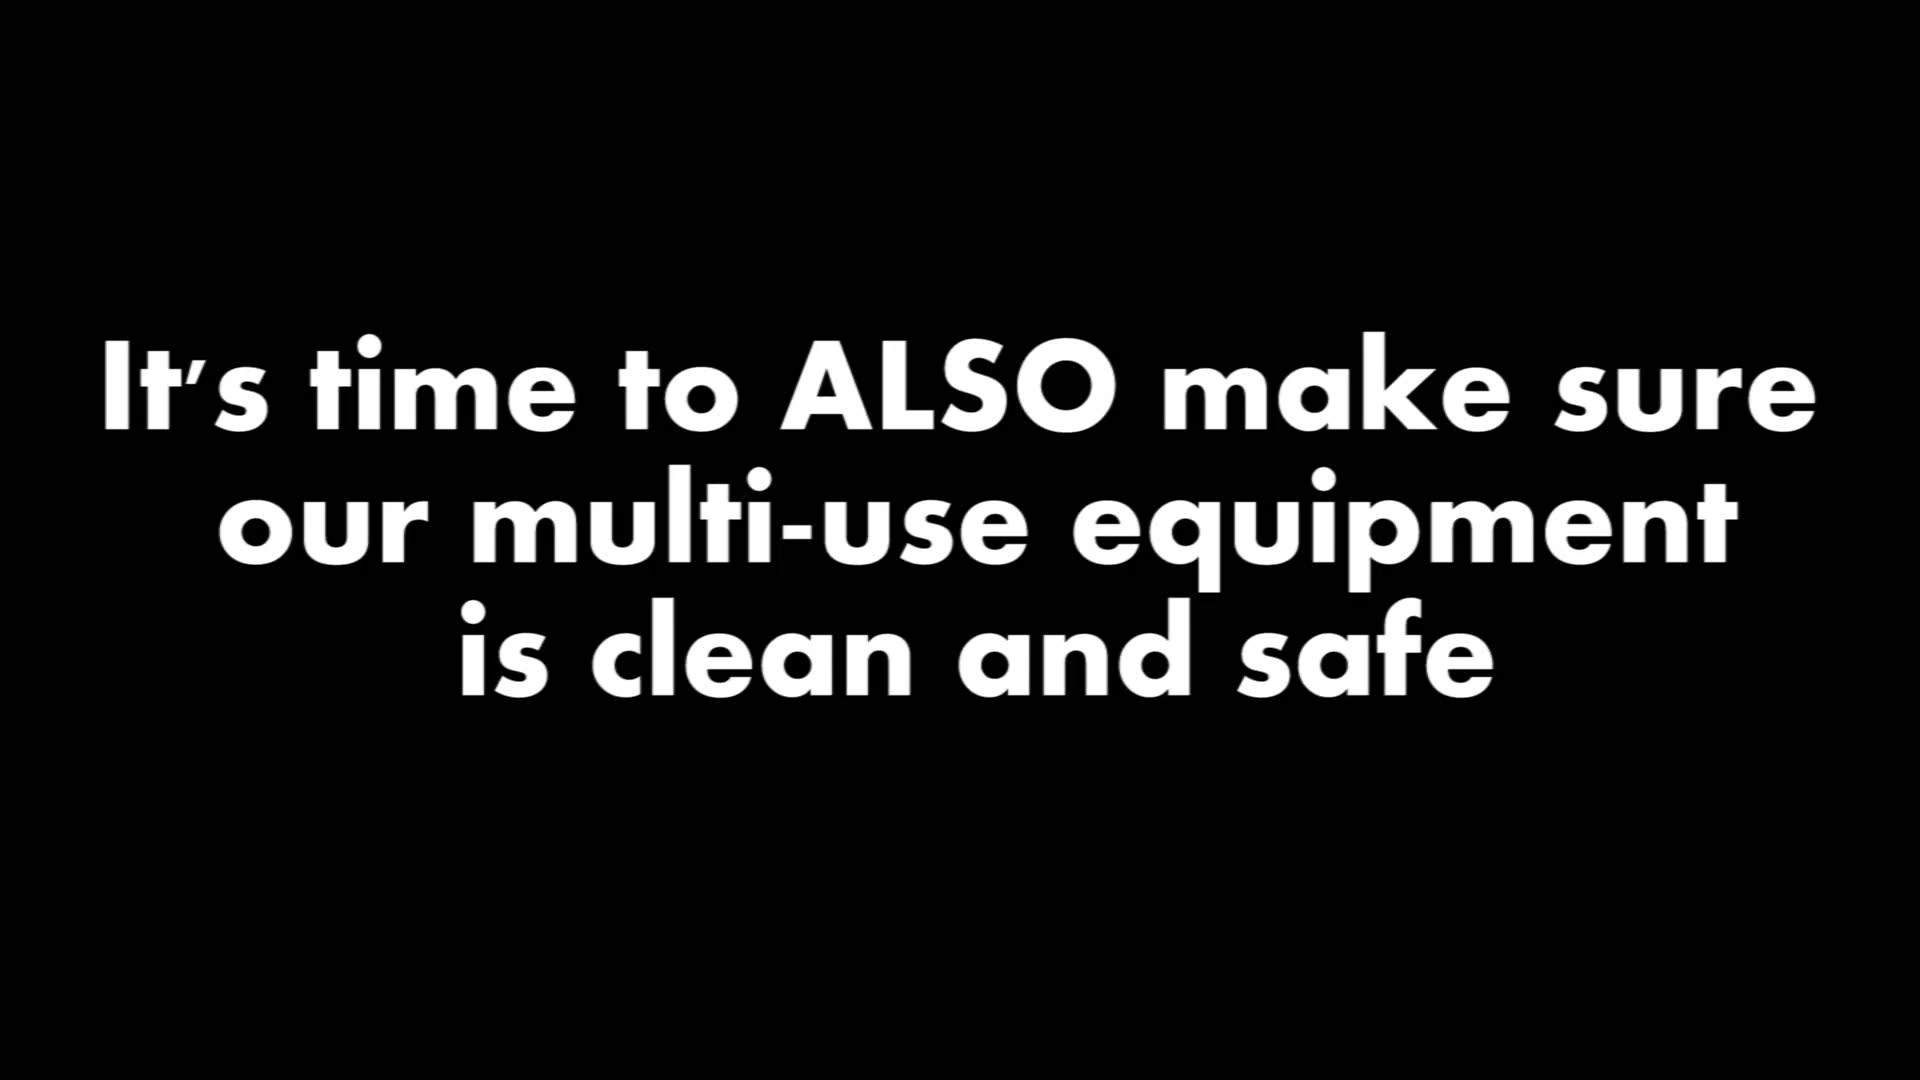 It's time to ALSO make sure
our multi-use equipment
is clean and safe